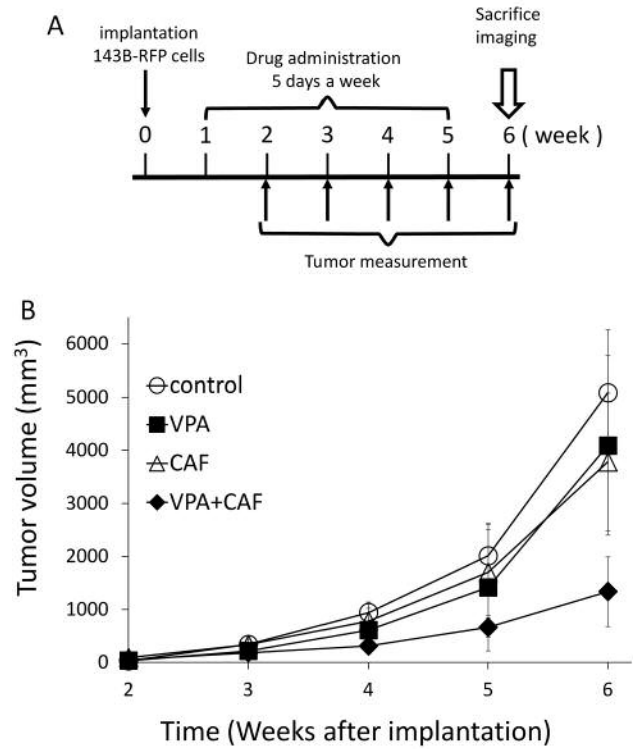 A
implantation
143B-RFP cells
Drug administration
5 days a week
Sacrifice
imaging
0 1 2 3 4 5 6 ( week )
Tumor measurement
B
Tumor volume (mm³)
6000
5000
4000
3000
2000
1000
0
control
VPA
CAF
VPA+CAF
2 3 4 5 6
Time (Weeks after implantation)